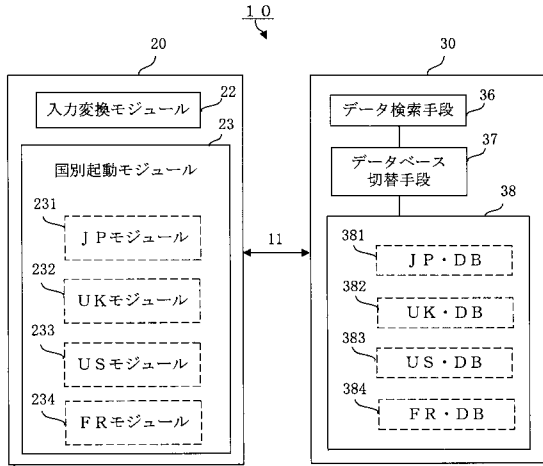 １０
20
30
入力変換モジュール
22
データ検索手段
36
23
国別起動モジュール
データベース
切替手段
37
38
231
ＪＰモジュール
11
381
ＪＰ・ＤＢ
232
ＵＫモジュール
382
ＵＫ・ＤＢ
233
ＵＳモジュール
383
ＵＳ・ＤＢ
234
ＦＲモジュール
384
ＦＲ・ＤＢ